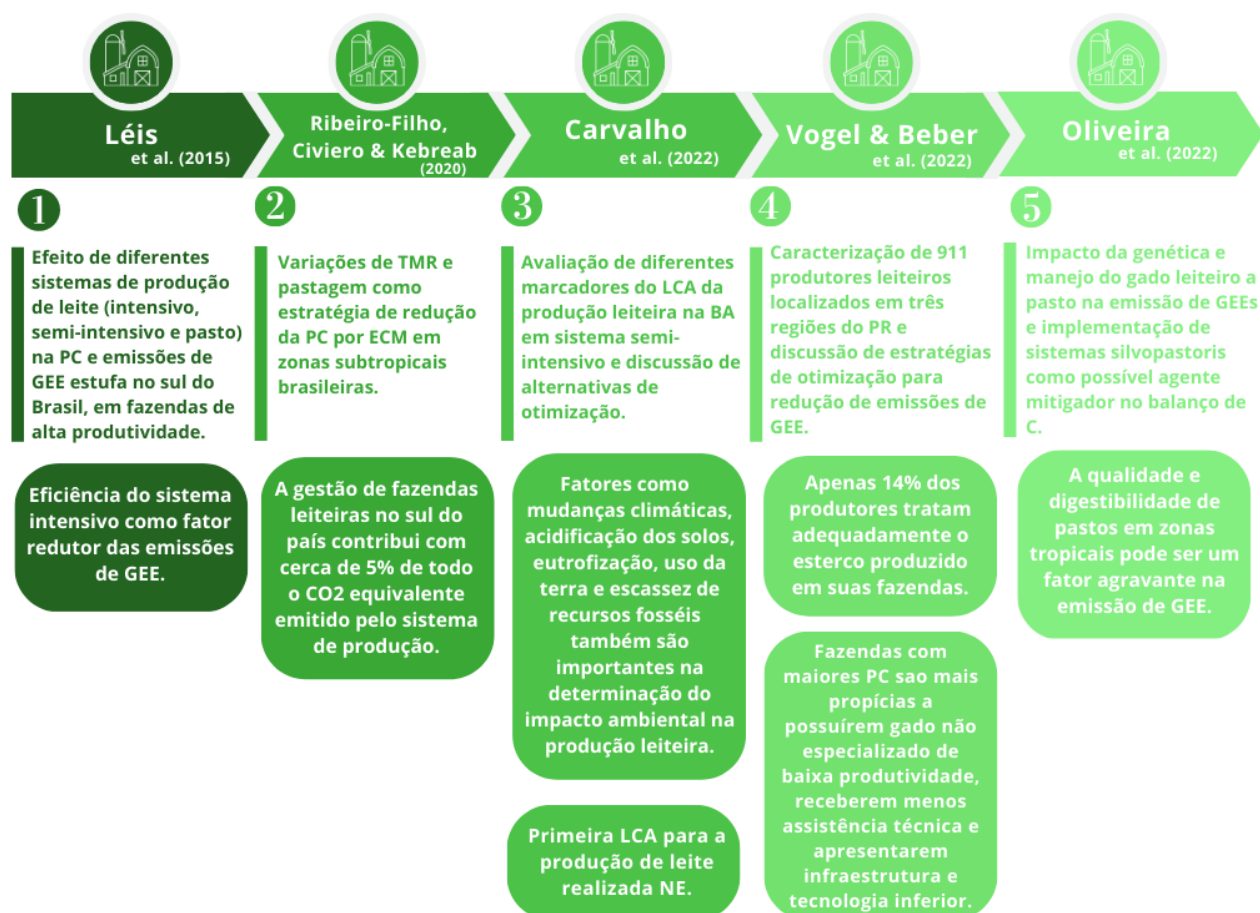 Léis
et al. (2015)
Ribeiro-Filho,
Civiero & Kebreab
(2020)
Carvalho
et al. (2022)
Vogel & Beber
et al. (2022)
Oliveira
et al. (2022)
1
Efeito de diferentes
sistemas de produção
de leite (intensivo,
semi-intensivo e pasto)
na PC e emissões de
GEE estufa no sul do
Brasil, em fazendas de
alta produtividade.
Eficiência do sistema
intensivo como fator
redutor das emissões
de GEE.
2
Variações de TMR e
pastagem como
estratégia de redução
da PC por ECM em
zonas subtropicais
brasileiras.
A gestão de fazendas
leiteiras no sul do
país contribui com
cerca de 5% de todo
o CO2 equivalente
emitido pelo sistema
de produção.
3
Avaliação de diferentes
marcadores do LCA da
produção leiteira na BA
em sistema semi-
intensivo e discussão de
alternativas de
otimização.
Fatores como
mudanças climáticas,
acidificação dos solos,
eutrofização, uso da
terra e escassez de
recursos fosséis
também são
importantes na
determinação do
impacto ambiental na
produção leiteira.
Primeira LCA para a
produção de leite
realizada NE.
4
Caracterização de 911
produtores leiteiros
localizados em três
regiões do PR e
discussão de estratégias
de otimização para
redução de emissões de
GEE.
Apenas 14% dos
produtores tratam
adequadamente o
esterco produzido
em suas fazendas.
Fazendas com
maiores PC sao mais
propícias a
possuírem gado não
especializado de
baixa produtividade,
receberem menos
assistência técnica e
apresentarem
infraestrutura e
tecnologia inferior.
5
Impacto da genética e
manejo do gado leiteiro a
pasto na emissão de GEEs
e implementação de
sistemas silvopastoris
como possível agente
mitigador no balanço de
C.
A qualidade e
digestibilidade de
pastos em zonas
tropicais pode ser um
fator agravante na
emissão de GEE.